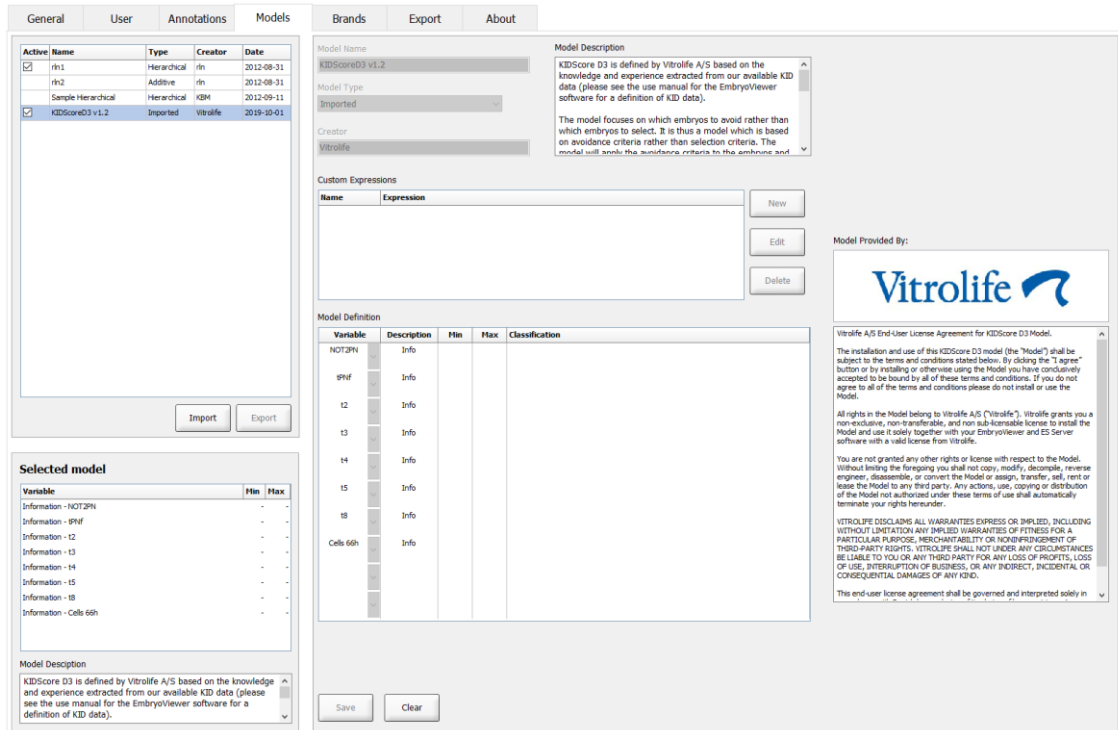 General User Annotations Models Brands Export About
Active Name Type Creator Date
rln1 Hierarchical rln 2012-08-31
rln2 Additive rln 2012-08-31
Sample Hierarchical Hierarchical KBM 2012-09-11
KIDScoreD3 v1.2 Imported Vitrolife 2019-10-01
Import Export
Selected model
Variable Min Max
Information - NOT2PN - -
Information - tPNf - -
Information - t2 - -
Information - t3 - -
Information - t4 - -
Information - t5 - -
Information - t8 - -
Information - Cells 66h - -
Model Desciption
KIDScore D3 is defined by Vitrolife A/S based on the knowledge
and experience extracted from our available KID data (please
see the use manual for the EmbryoViewer software for a
definition of KID data).
Model Name
KIDScoreD3 v1.2
Model Type
Imported
Creator
Vitrolife
Model Description
KIDScore D3 is defined by Vitrolife A/S based on the
knowledge and experience extracted from our available KID
data (please see the use manual for the EmbryoViewer
software for a definition of KID data).
The model focuses on which embryos to avoid rather than
which embryos to select. It is thus a model which is based
on avoidance criteria rather than selection criteria. The
model will apply the avoidance criteria to the embryos and
Custom Expressions
Name Expression
New
Edit
Delete
Model Definition
Variable Description Min Max Classification
NOT2PN Info
tPNf Info
t2 Info
t3 Info
t4 Info
t5 Info
t8 Info
Cells 66h Info
Save Clear
Model Provided By:
Vitrolife
Vitrolife A/S End-User License Agreement for KIDScore D3 Model.
The installation and use of this KIDScore D3 model (the "Model") shall be
subject to the terms and conditions stated below. By clicking the "I agree"
button or by installing or otherwise using the Model you have conclusively
accepted to be bound by all of these terms and conditions. If you do not
agree to all of the terms and conditions please do not install or use the
Model.
All rights in the Model belong to Vitrolife A/S ("Vitrolife"). Vitrolife grants you a
non-exclusive, non-transferable, and non sub-licensable license to install the
Model and use it solely together with your EmbryoViewer and ES Server
software with a valid license from Vitrolife.
You are not granted any other rights or license with respect to the Model.
Without limiting the foregoing you shall not copy, modify, decompile, reverse
engineer, disassemble, or convert the Model or assign, transfer, sell, rent or
lease the Model to any third party. Any actions, use, copying or distribution
of the Model not authorized under these terms of use shall automatically
terminate your rights hereunder.
VITROLIFE DISCLAIMS ALL WARRANTIES EXPRESS OR IMPLIED, INCLUDING
WITHOUT LIMITATION ANY IMPLIED WARRANTIES OF FITNESS FOR A
PARTICULAR PURPOSE, MERCHANTABILITY OR NONINFRINGEMENT OF
THIRD-PARTY RIGHTS. VITROLIFE SHALL NOT UNDER ANY CIRCUMSTANCES
BE LIABLE TO YOU OR ANY THIRD PARTY FOR ANY LOSS OF PROFITS, LOSS
OF USE, INTERRUPTION OF BUSINESS, OR ANY INDIRECT, INCIDENTAL OR
CONSEQUENTIAL DAMAGES OF ANY KIND.
This end-user license agreement shall be governed and interpreted solely in